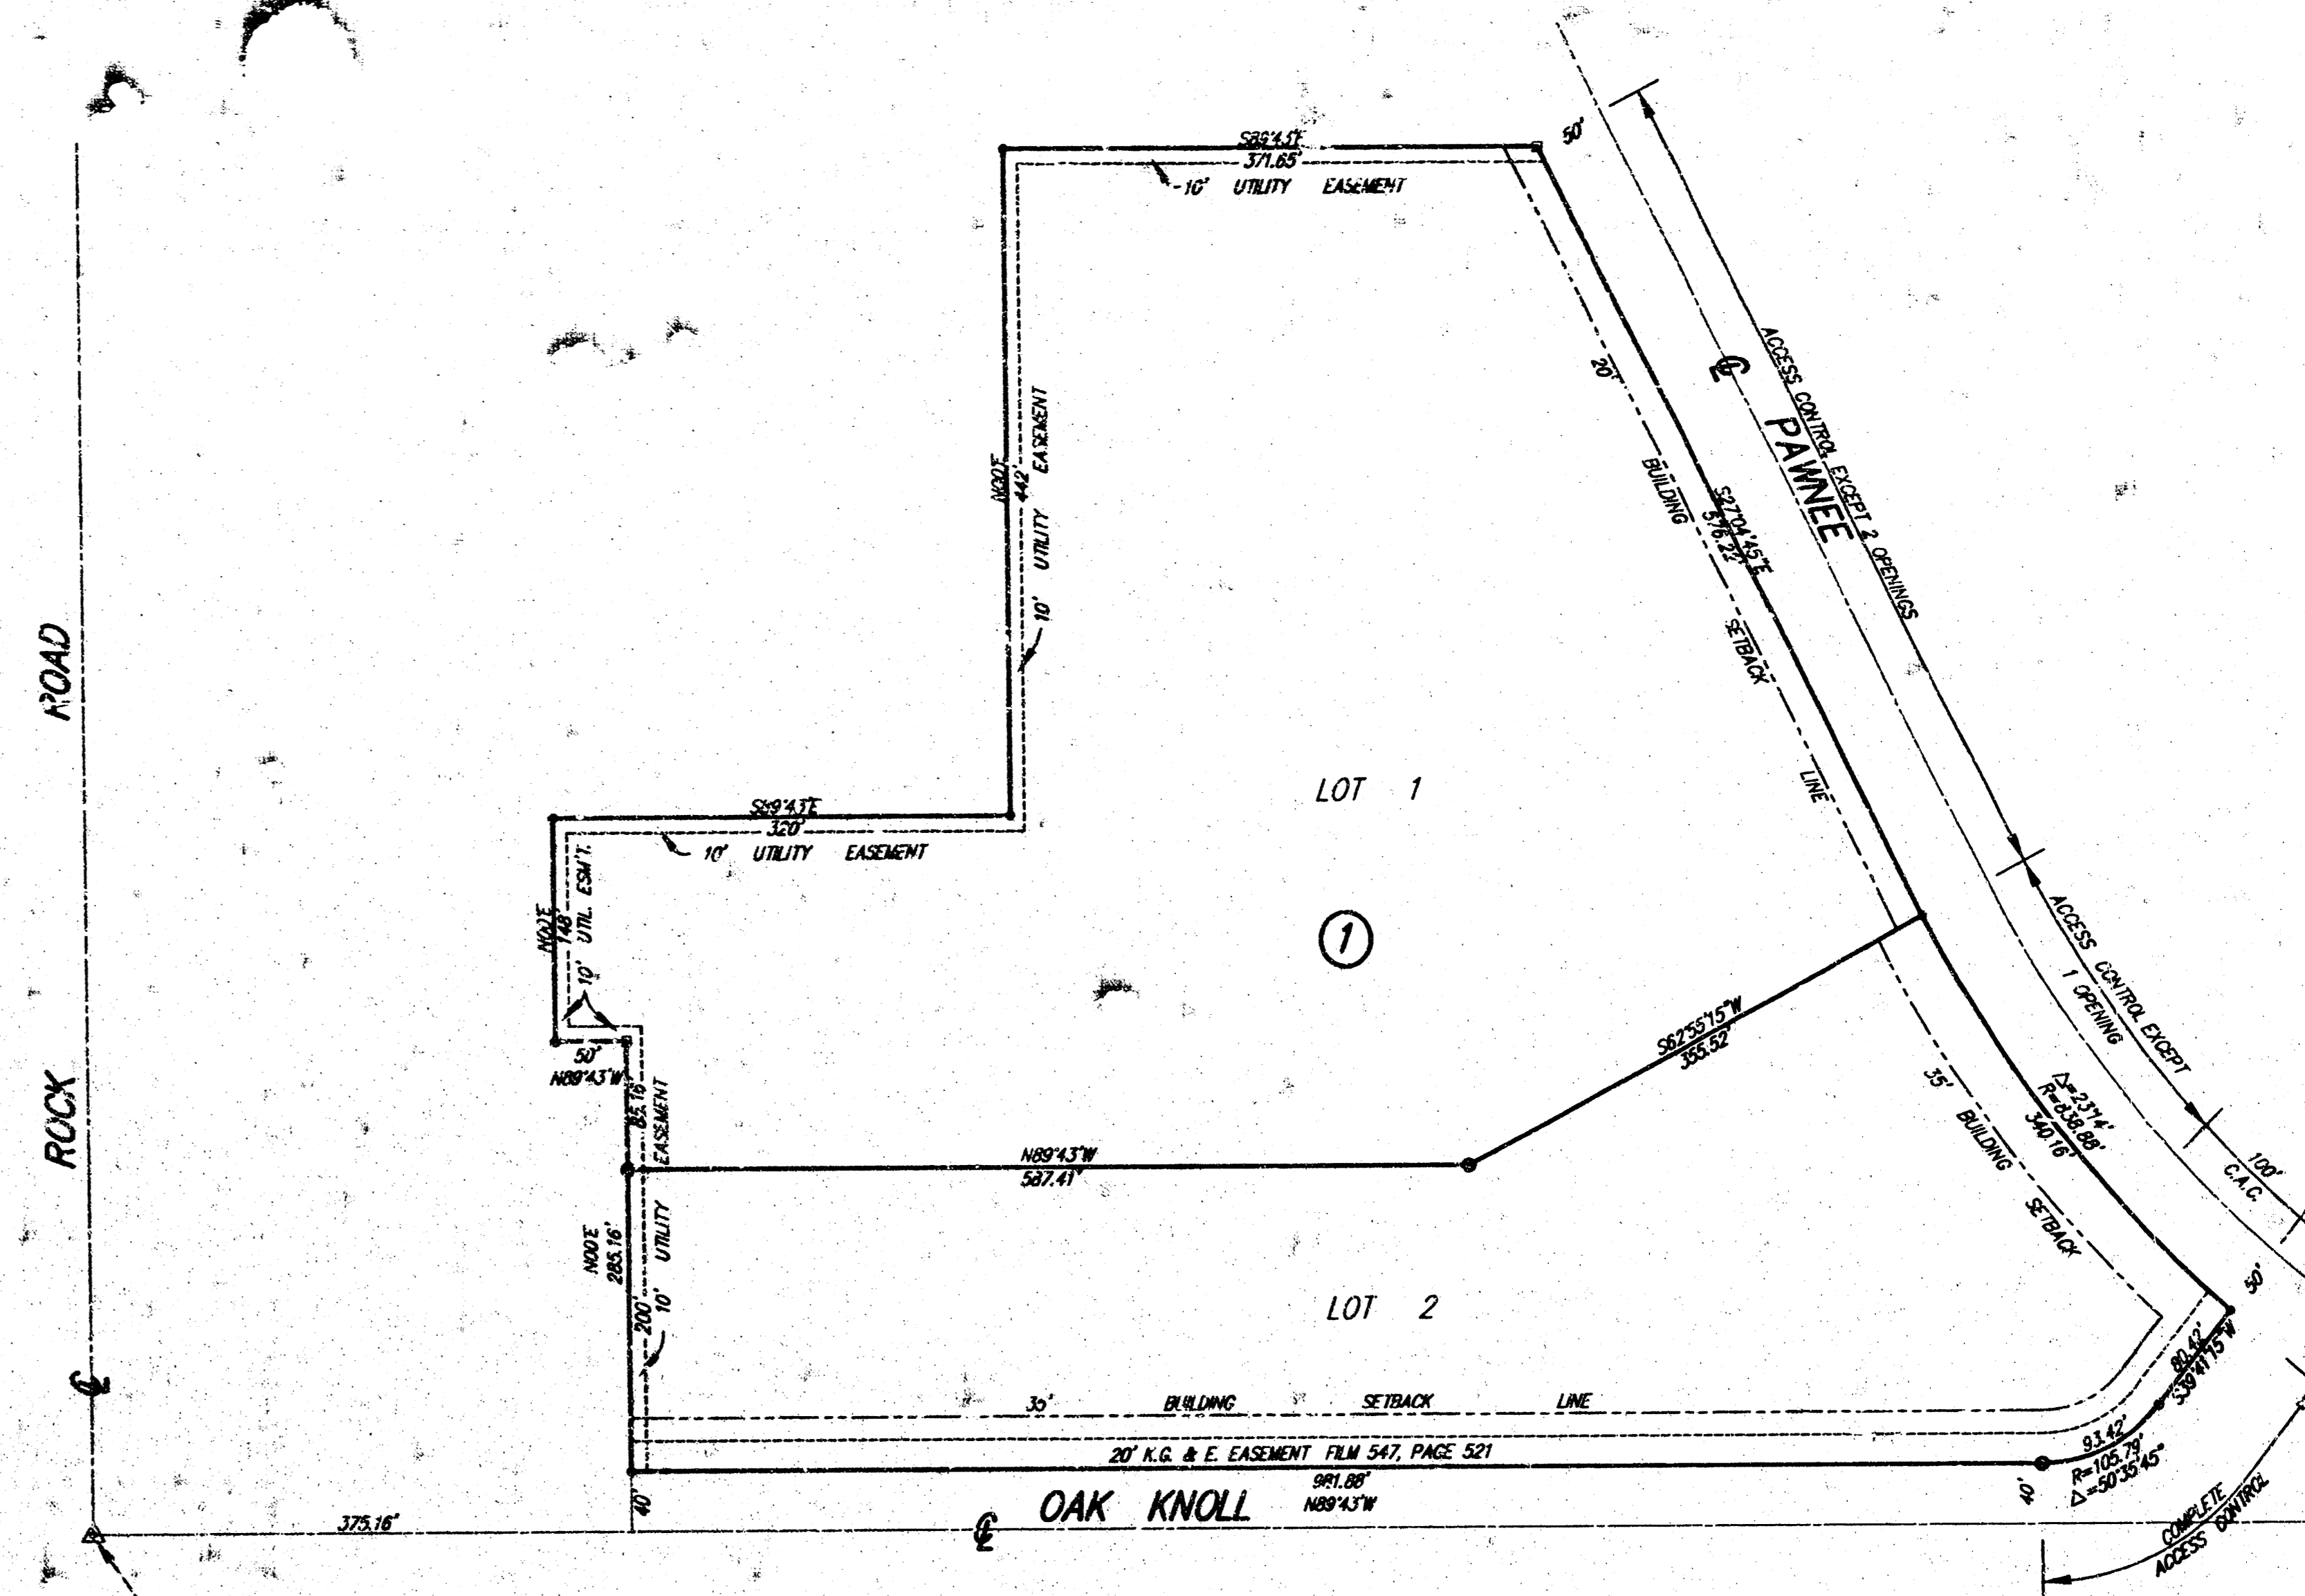 S89°43'E
371.65'
10' UTILITY EASEMENT
50'
N00°E
442'
10' UTILITY EASEMENT
20' BUILDING SETBACK LINE
S27°04'45"E
576.22'
℄
PAWNEE
ACCESS CONTROL EXCEPT 2 OPENINGS
ROCK ROAD
℄
S89°43'E
320'
10' UTILITY EASEMENT
N00°E
148'
10' UTIL. ESM'T.
50'
N89°43'W
85.16'
LOT 1
1
S62°55'15"W
355.52'
ACCESS CONTROL EXCEPT
1 OPENING
Δ=23°14'
R=838.88'
340.16'
35' BUILDING SETBACK
100'
C.A.C.
N89°43'W
587.41'
N00°E
285.16'
200'
10' UTILITY EASEMENT
LOT 2
50'
80.42'
S39°41'15"W
35' BUILDING SETBACK LINE
20' K.G. & E. EASEMENT FILM 547, PAGE 521
981.88'
N89°43'W
93.42'
R=105.79'
Δ=50°35'45"
40'
40'
OAK KNOLL
℄
375.16'
COMPLETE
ACCESS CONTROL